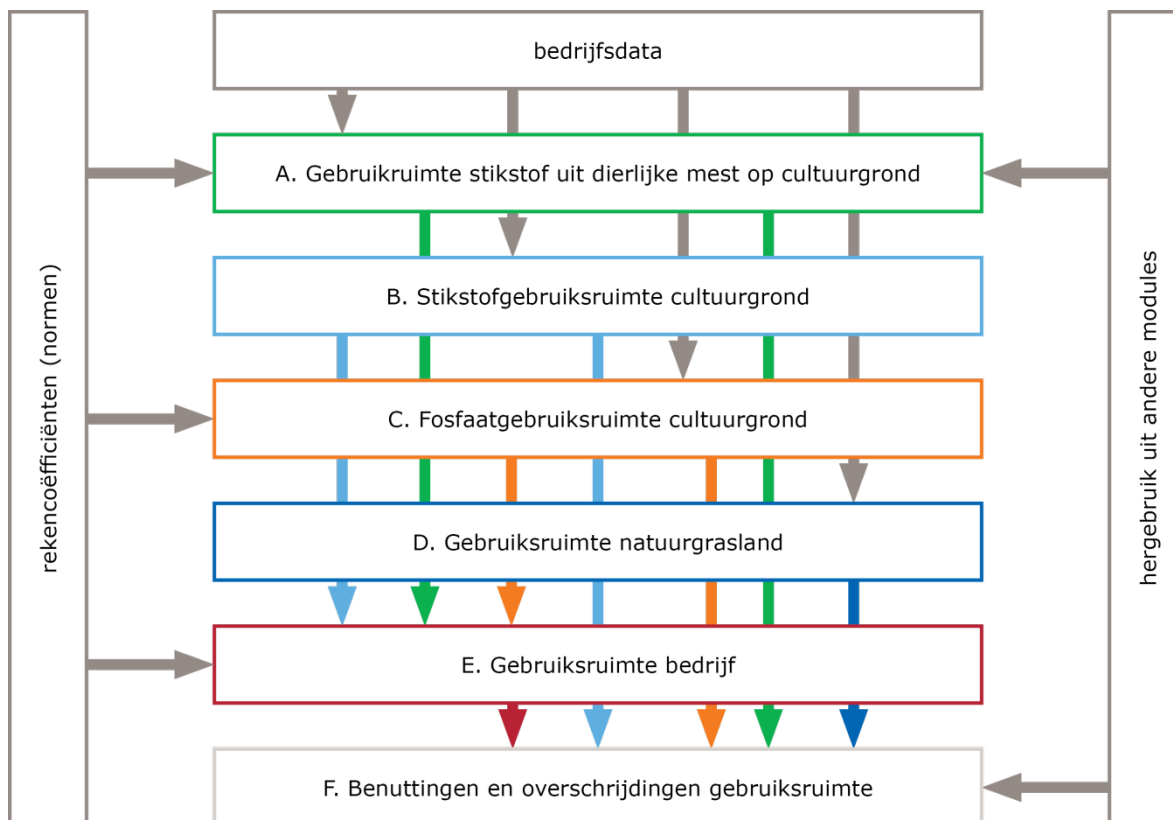 bedrijfsdata
A. Gebruikruimte stikstof uit dierlijke mest op cultuurgrond
B. Stikstofgebruiksruimte cultuurgrond
C. Fosfaatgebruiksruimte cultuurgrond
D. Gebruiksruimte natuurgrasland
E. Gebruiksruimte bedrijf
F. Benuttingen en overschrijdingen gebruiksruimte
rekencoëfficiënten (normen)
hergebruik uit andere modules